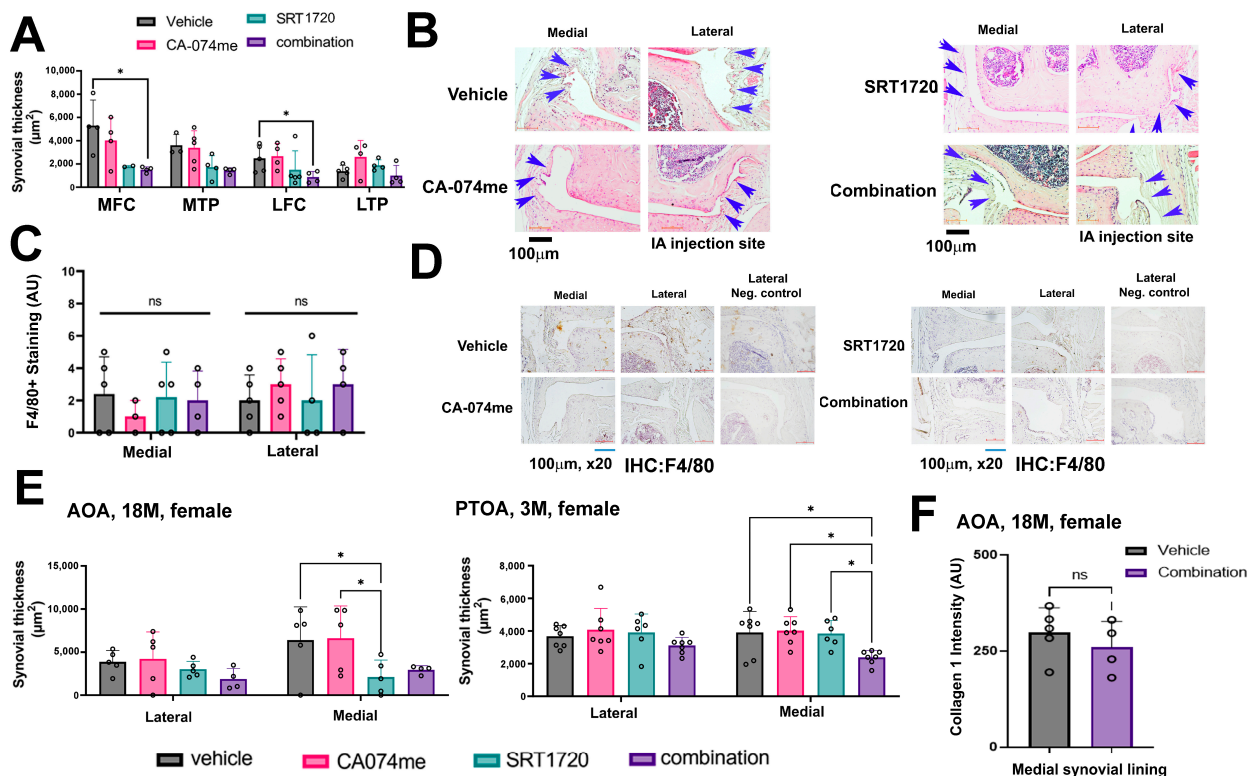 A
Vehicle
SRT1720
CA-074me
combination
Synovial thickness
(µm²)
10,000
8,000
6,000
4,000
2,000
0
*
*
MFC
MTP
LFC
LTP
B
Medial
Lateral
Vehicle
CA-074me
100µm
IA injection site
Medial
Lateral
SRT1720
Combination
100µm
IA injection site
C
F4/80+ Staining (AU)
10
8
6
4
2
0
ns
ns
Medial
Lateral
D
Medial
Lateral
Lateral
Neg. control
Vehicle
CA-074me
100µm, x20
IHC:F4/80
Medial
Lateral
Lateral
Neg. control
SRT1720
Combination
100µm, x20
IHC:F4/80
E
AOA, 18M, female
Synovial thickness
(µm²)
15,000
10,000
5,000
0
*
*
Lateral
Medial
PTOA, 3M, female
Synovial thickness
(µm²)
8,000
6,000
4,000
2,000
0
*
*
*
Lateral
Medial
vehicle
CA074me
SRT1720
combination
F
AOA, 18M, female
Vehicle
Combination
Collagen 1 Intensity (AU)
500
250
0
ns
Medial synovial lining